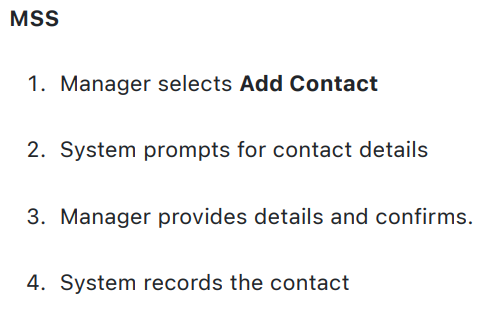 MSS
1. Manager selects Add Contact
2. System prompts for contact details
3. Manager provides details and confirms.
4. System records the contact